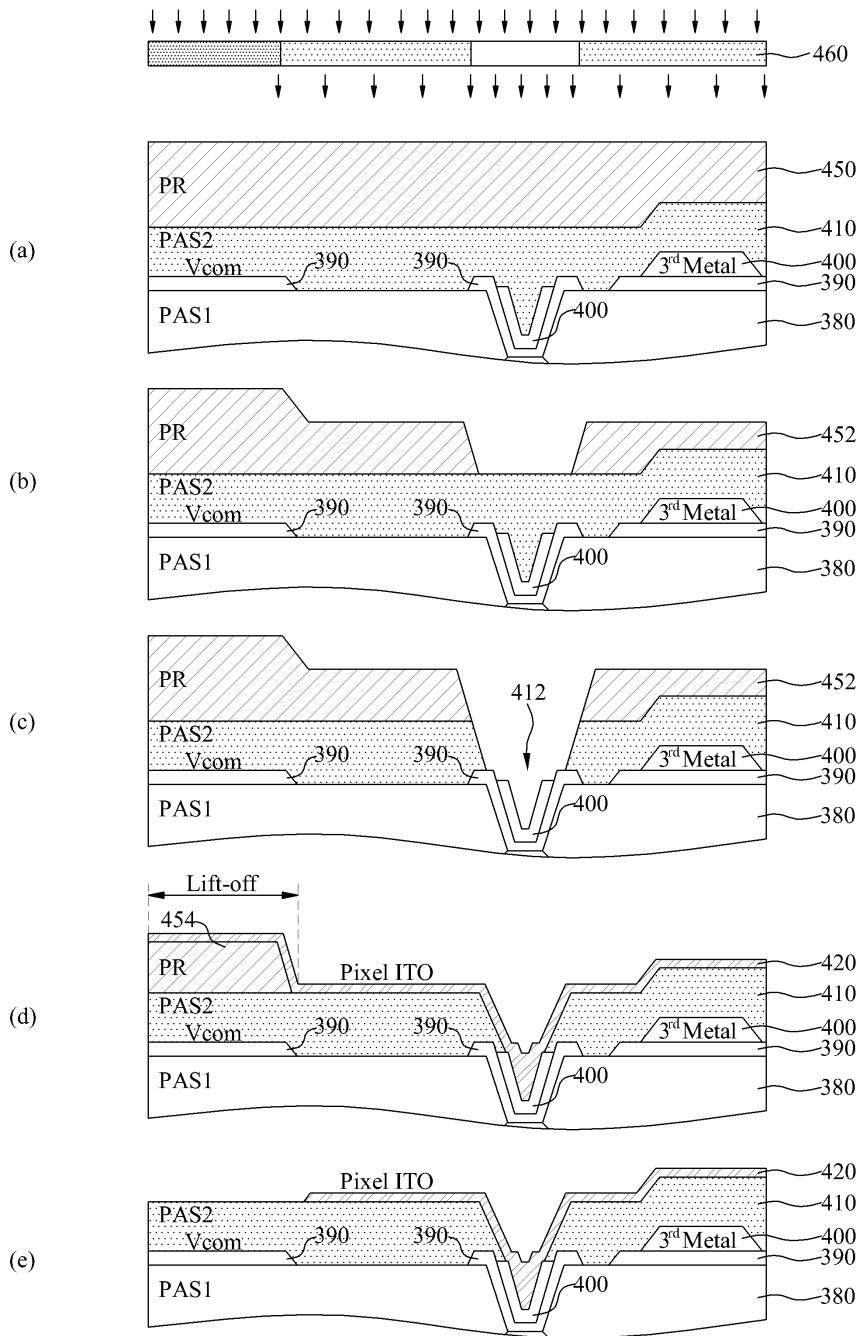 460
(a)
PR
450
PAS2
410
Vcom
390
390
3rd Metal
400
390
PAS1
400
380
(b)
PR
452
PAS2
410
Vcom
390
390
3rd Metal
400
390
PAS1
400
380
(c)
PR
412
452
PAS2
410
Vcom
390
390
3rd Metal
400
390
PAS1
400
380
Lift-off
454
(d)
PR
Pixel ITO
420
PAS2
410
Vcom
390
390
3rd Metal
400
390
PAS1
400
380
(e)
Pixel ITO
420
PAS2
410
Vcom
390
390
3rd Metal
400
390
PAS1
400
380